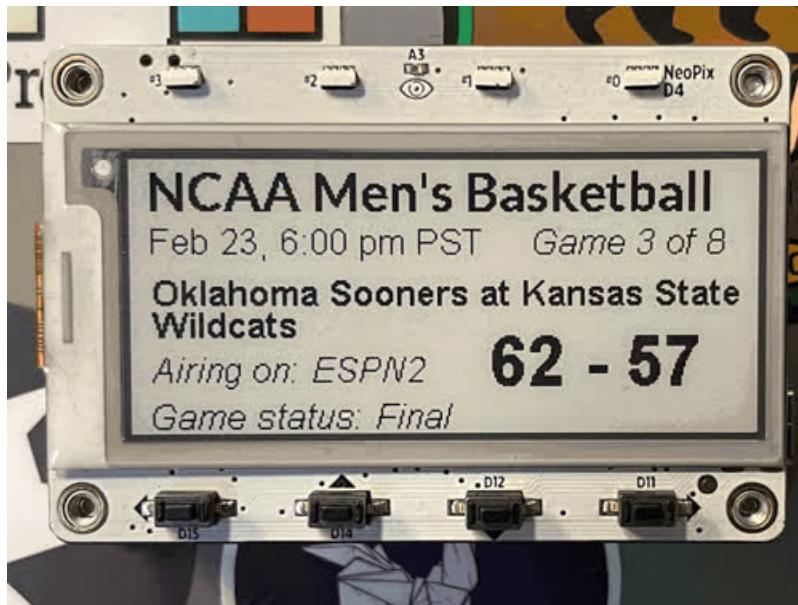 Pr
A3
#3
#2
#1
#0 NeoPix
D4
NCAA Men's Basketball
Feb 23, 6:00 pm PST Game 3 of 8
Oklahoma Sooners at Kansas State
Wildcats
62 - 57
Airing on: ESPN2
Game status: Final
D15
D14
D12
D11